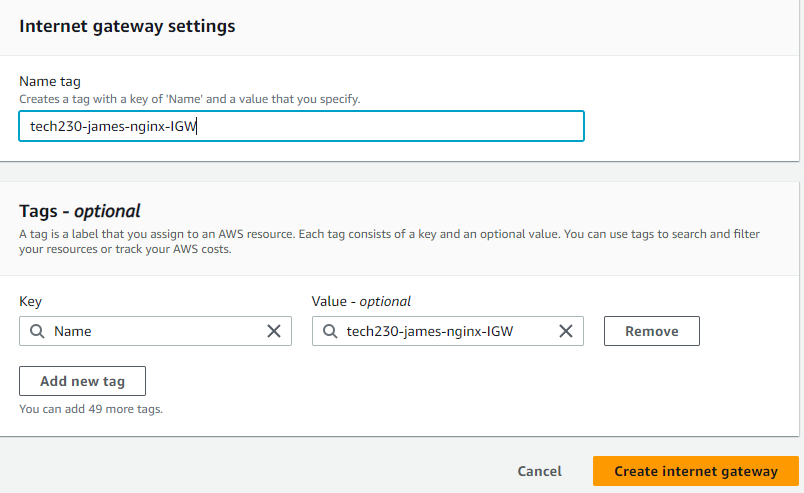 Internet gateway settings
Name tag
Creates a tag with a key of 'Name' and a value that you specify.
tech230-james-nginx-IGW
Tags - optional
A tag is a label that you assign to an AWS resource. Each tag consists of a key and an optional value. You can use tags to search and filter
your resources or track your AWS costs.
Key
Value - optional
Name
tech230-james-nginx-IGW
Remove
Add new tag
You can add 49 more tags.
Cancel
Create internet gateway